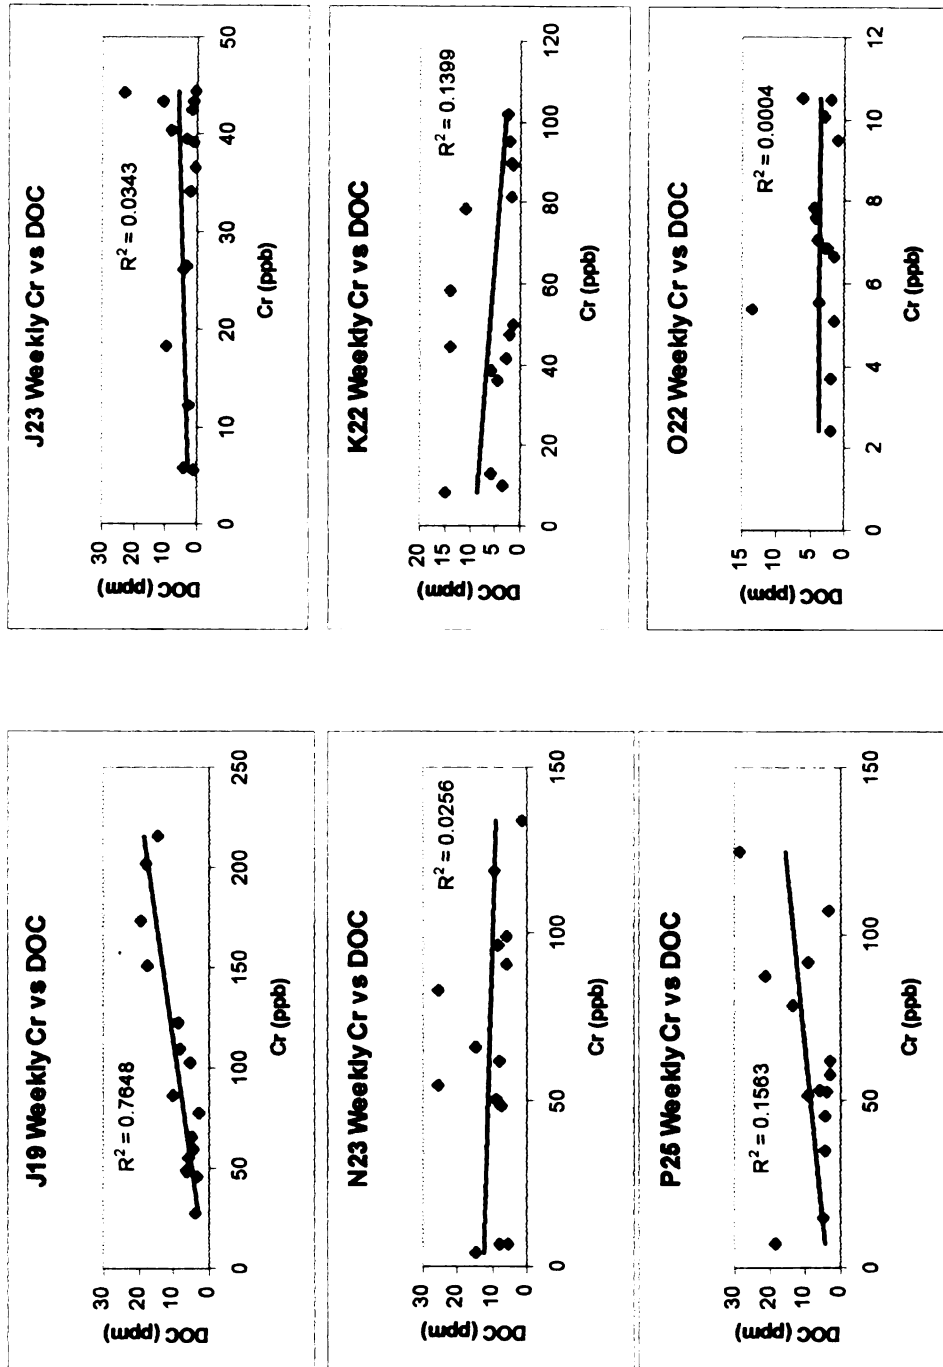 J19 Weekly Cr vs DOC
R² = 0.7648
DOC (ppm)
30
20
10
0
0 50 100 150 200 250
Cr (ppb)
J23 Weekly Cr vs DOC
R² = 0.0343
DOC (ppm)
30
20
10
0
0 10 20 30 40 50
Cr (ppb)
N23 Weekly Cr vs DOC
R² = 0.0256
DOC (ppm)
30
20
10
0
0 50 100 150
Cr (ppb)
K22 Weekly Cr vs DOC
R² = 0.1399
DOC (ppm)
20
15
10
5
0
0 20 40 60 80 100 120
Cr (ppb)
P25 Weekly Cr vs DOC
R² = 0.1563
DOC (ppm)
30
20
10
0
0 50 100 150
Cr (ppb)
O22 Weekly Cr vs DOC
R² = 0.0004
DOC (ppm)
15
10
5
0
0 2 4 6 8 10 12
Cr (ppb)